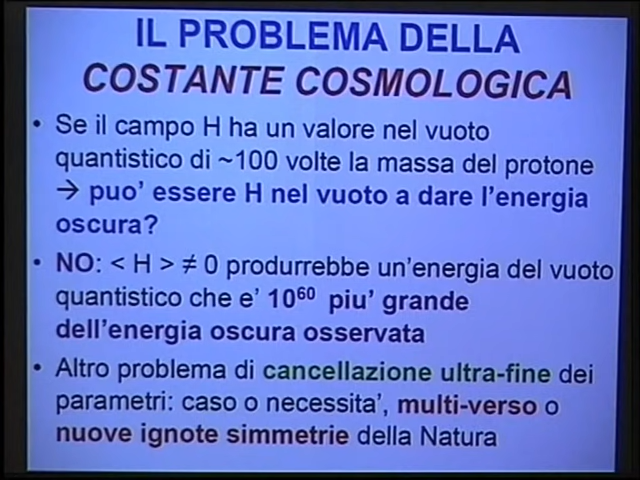 IL PROBLEMA DELLA
COSTANTE COSMOLOGICA
• Se il campo H ha un valore nel vuoto
quantistico di ~100 volte la massa del protone
→ puo' essere H nel vuoto a dare l'energia
oscura?
• NO: < H > ≠ 0 produrrebbe un'energia del vuoto
quantistico che e' 10⁶⁰ piu' grande
dell'energia oscura osservata
• Altro problema di cancellazione ultra-fine dei
parametri: caso o necessita', multi-verso o
nuove ignote simmetrie della Natura